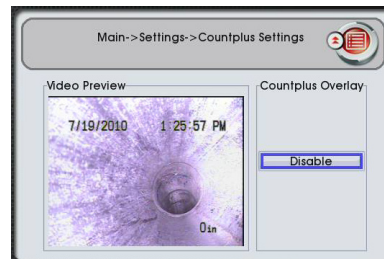 Main->Settings->Countplus Settings
Video Preview
7/19/2010 1:25:57 PM
0in
Countplus Overlay
Disable